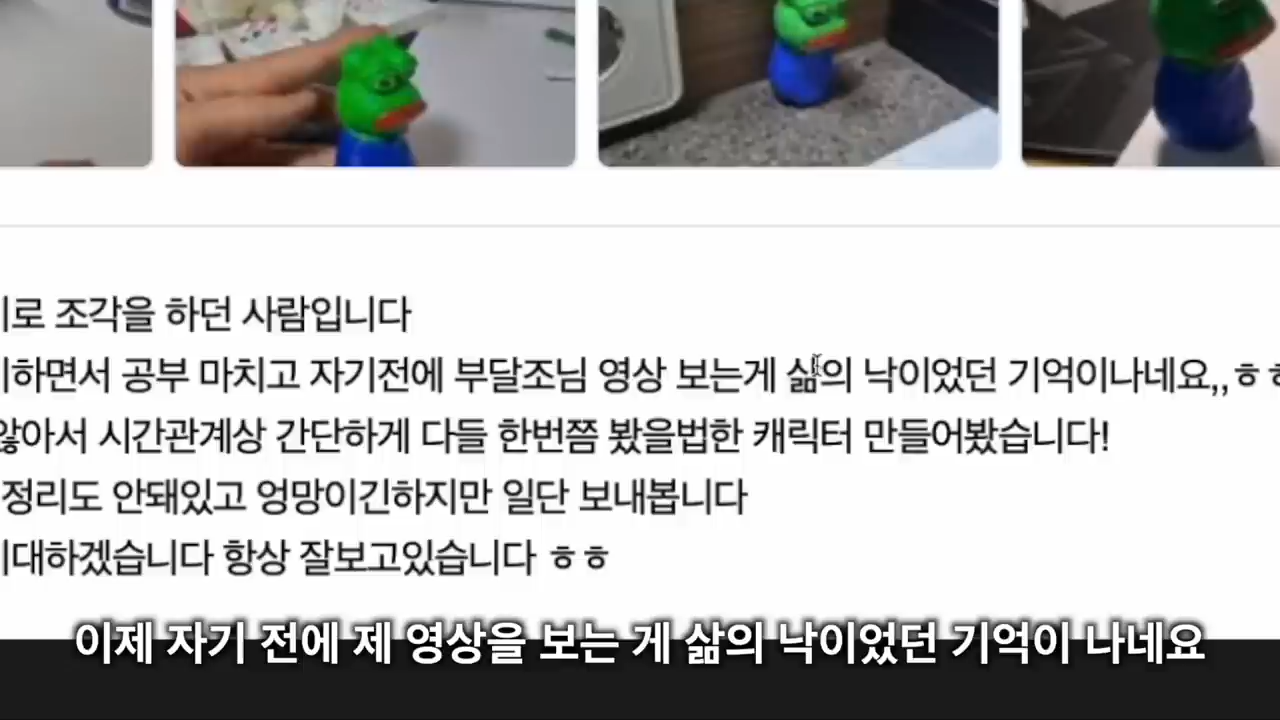 로 조각을 하던 사람입니다
하면서 공부 마치고 자기전에 부달조님 영상 보는게 삶의 낙이었던 기억이나네요,,ㅎㅎ
않아서 시간관계상 간단하게 다들 한번쯤 봤을법한 캐릭터 만들어봤습니다!
정리도 안돼있고 엉망이긴하지만 일단 보내봅니다
대하겠습니다 항상 잘보고있습니다 ㅎㅎ
이제 자기 전에 제 영상을 보는 게 삶의 낙이었던 기억이 나네요